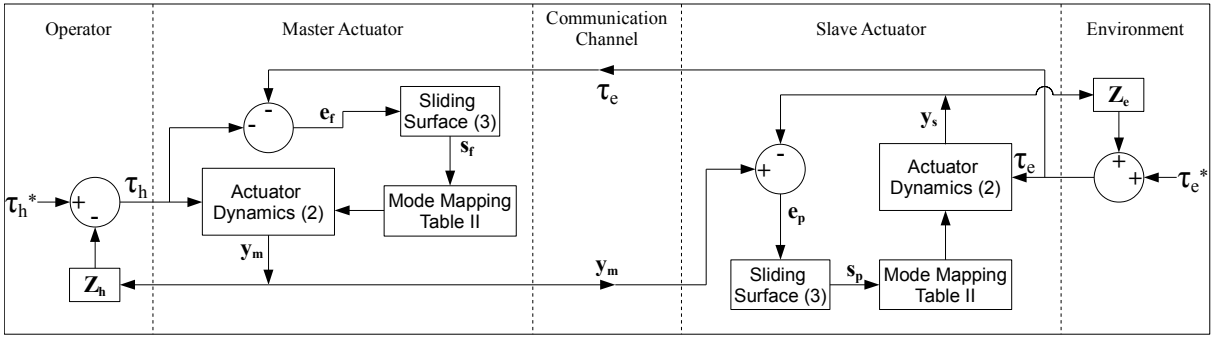 Operator
Master Actuator
Communication
Channel
Slave Actuator
Environment
τe
Ze
-
-
ef
Sliding
Surface (3)
sf
ys
-
+
τe
+
+
τe*
Actuator
Dynamics (2)
τh*
+
-
τh
Actuator
Dynamics (2)
Mode Mapping
Table II
ep
ym
Zh
ym
Sliding
Surface (3)
sp
Mode Mapping
Table II